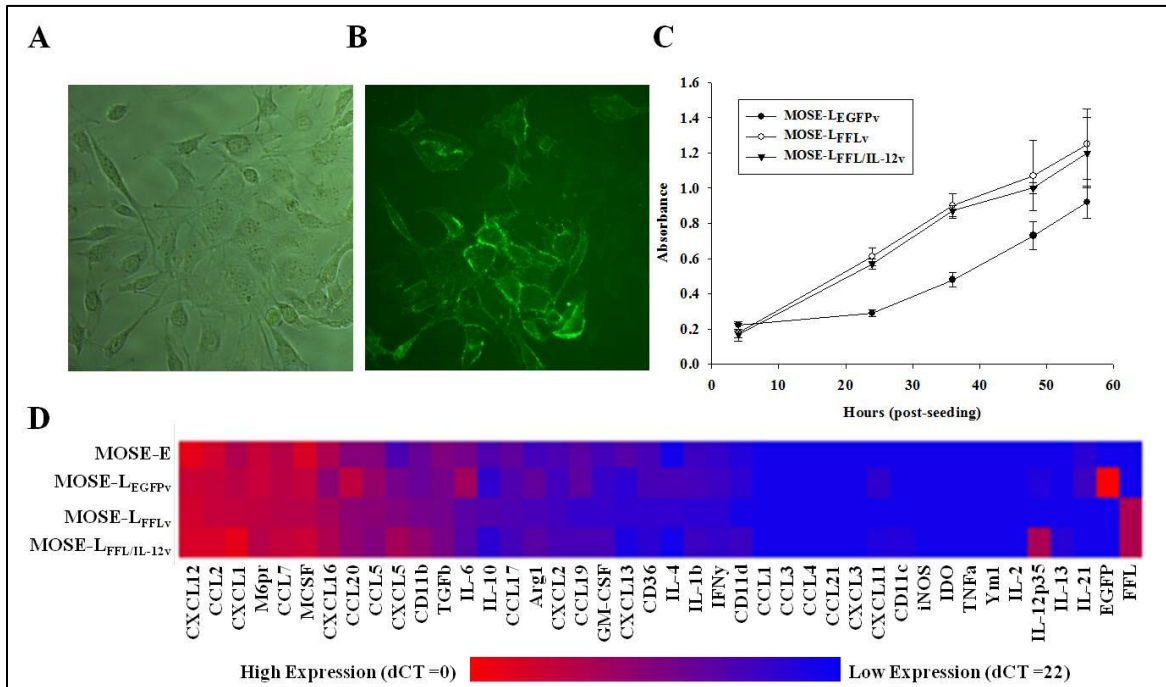 A
B
C
1.6
1.4
1.2
1.0
0.8
0.6
0.4
0.2
0.0
Absorbance
MOSE-LEGFPv
MOSE-LFFLv
MOSE-LFFL/IL-12v
0 10 20 30 40 50 60
Hours (post-seeding)
D
MOSE-E
MOSE-LEGFPv
MOSE-LFFLv
MOSE-LFFL/IL-12v
CXCL12
CCL2
CXCL1
M6pr
CCL7
MCSF
CXCL16
CCL20
CCL5
CXCL5
CD11b
TGFb
IL-6
IL-10
CCL17
Arg1
CXCL2
CCL19
GM-CSF
CXCL13
CD36
IL-4
IL-1b
IFNy
CD11d
CCL1
CCL3
CCL4
CXCL3
CXCL11
CD11c
iNOS
IDO
TNFa
Ym1
IL-2
IL-12p35
IL-13
IL-21
EGFP
FFL
High Expression (dCT =0)
Low Expression (dCT =22)